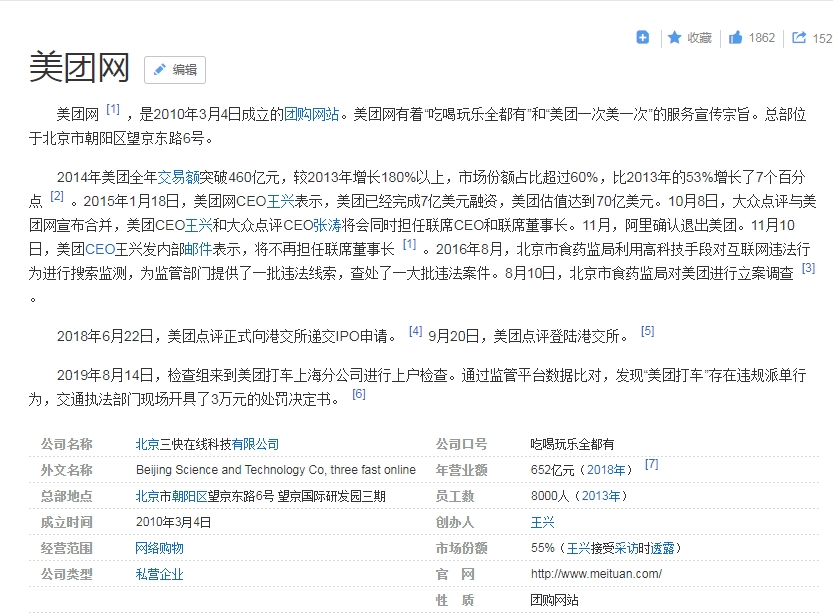 收藏 1862 152
美团网 编辑
美团网 [1] ，是2010年3月4日成立的团购网站。美团网有着“吃喝玩乐全都有”和“美团一次美一次”的服务宣传宗旨。总部位
于北京市朝阳区望京东路6号。
2014年美团全年交易额突破460亿元，较2013年增长180%以上，市场份额占比超过60%，比2013年的53%增长了7个百分
点 [2] 。2015年1月18日，美团网CEO王兴表示，美团已经完成7亿美元融资，美团估值达到70亿美元。10月8日，大众点评与美
团网宣布合并，美团CEO王兴和大众点评CEO张涛将会同时担任联席CEO和联席董事长。11月，阿里确认退出美团。11月10
日，美团CEO王兴发内部邮件表示，将不再担任联席董事长 [1] 。2016年8月，北京市食药监局利用高科技手段对互联网违法行
为进行搜索监测，为监管部门提供了一批违法线索，查处了一大批违法案件。8月10日，北京市食药监局对美团进行立案调查 [3]
。
2018年6月22日，美团点评正式向港交所递交IPO申请。 [4] 9月20日，美团点评登陆港交所。 [5]
2019年8月14日，检查组来到美团打车上海分公司进行上户检查。通过监管平台数据比对，发现“美团打车”存在违规派单行
为，交通执法部门现场开具了3万元的处罚决定书。 [6]
公司名称 北京三快在线科技有限公司 公司口号 吃喝玩乐全都有
外文名称 Beijing Science and Technology Co, three fast online 年营业额 652亿元（2018年） [7]
总部地点 北京市朝阳区望京东路6号 望京国际研发园三期 员工数 8000人（2013年）
成立时间 2010年3月4日 创办人 王兴
经营范围 网络购物 市场份额 55%（王兴接受采访时透露）
公司类型 私营企业 官 网 http://www.meituan.com/
性 质 团购网站